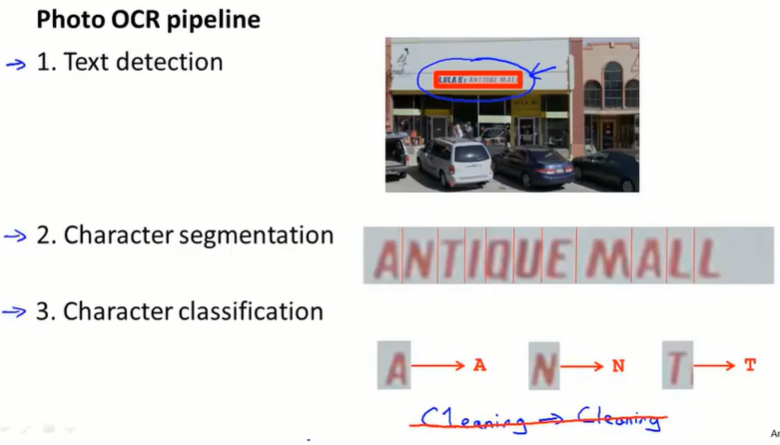 Photo OCR pipeline
→ 1. Text detection
LULA B's ANTIQUE MALL
→ 2. Character segmentation
ANTIQUE MALL
→ 3. Character classification
A → A N → N T → T
C1eaning → Cleaning